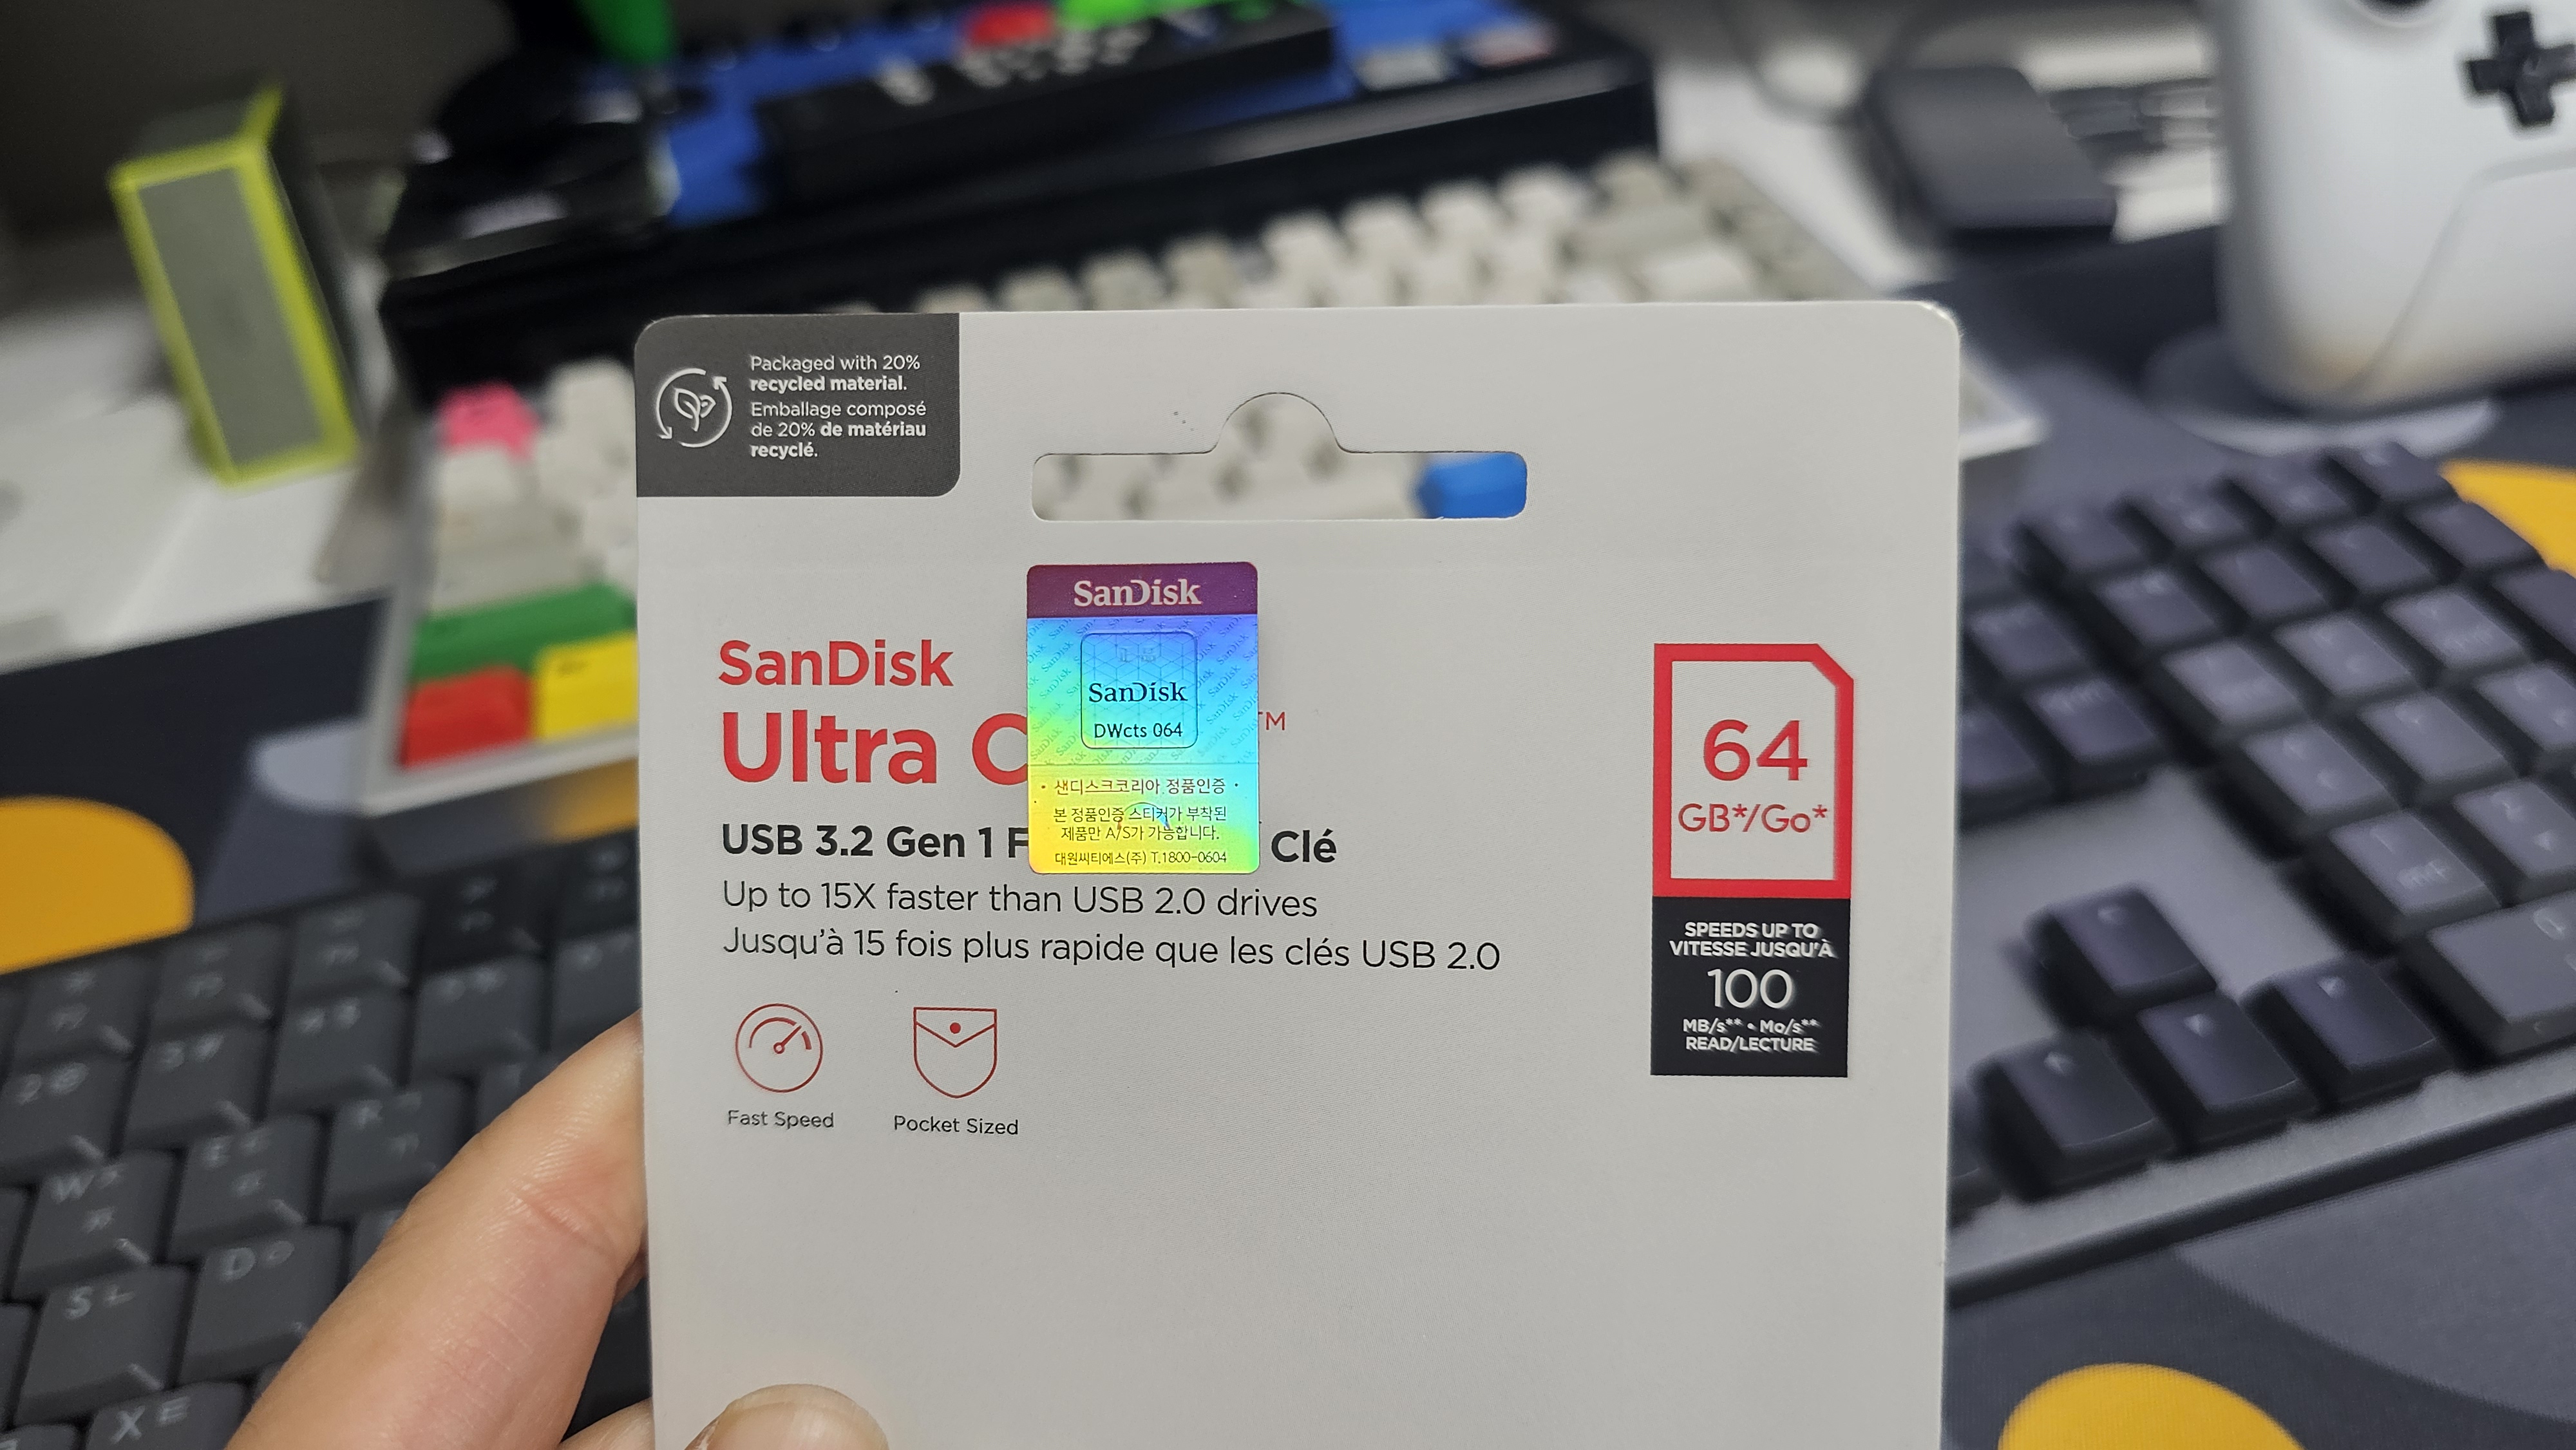 Packaged with 20%
recycled material.
Emballage composé
de 20% de matériau
recyclé.
SanDisk
SanDisk
DWcts 064
• 샌디스크코리아 정품인증 •
본 정품인증 스티커가 부착된
제품만 A/S가 가능합니다.
대원씨티에스(주) T.1800-0604
SanDisk
Ultra C ™
USB 3.2 Gen 1 F Clé
Up to 15X faster than USB 2.0 drives
Jusqu'à 15 fois plus rapide que les clés USB 2.0
Fast Speed
Pocket Sized
64
GB*/Go*
SPEEDS UP TO
VITESSE JUSQU'À
100
MB/s** • Mo/s**
READ/LECTURE